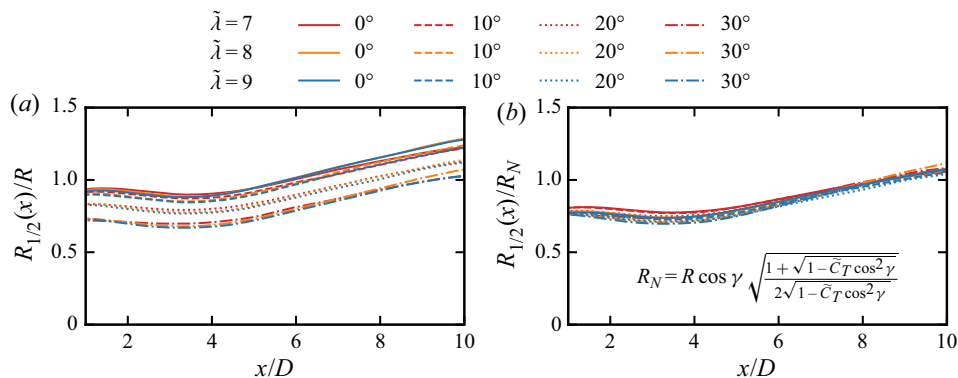 λ̃ = 7 0° 10° 20° 30°
λ̃ = 8 0° 10° 20° 30°
λ̃ = 9 0° 10° 20° 30°
(a)
1.5
1.0
0.5
0
R1/2(x)/R
2 4 6 8 10
x/D
(b)
1.5
1.0
0.5
0
R1/2(x)/RN
RN = R cos γ √((1 + √(1 − C̃T cos² γ)) / (2√(1 − C̃T cos² γ)))
2 4 6 8 10
x/D